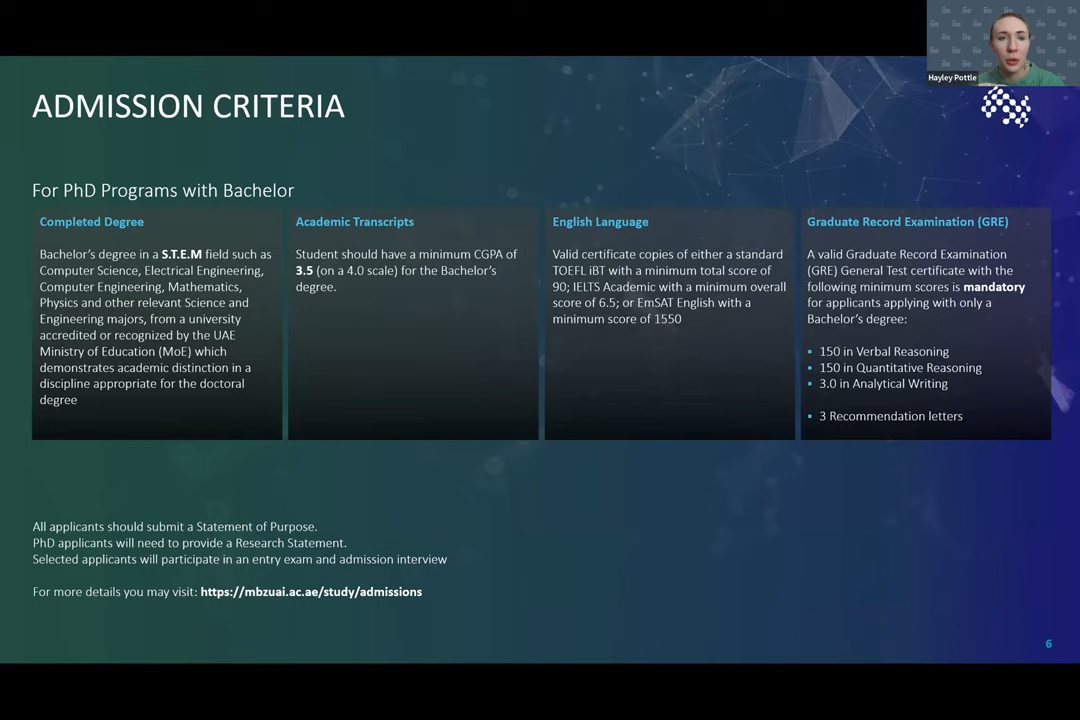 Hayley Pottle
ADMISSION CRITERIA
For PhD Programs with Bachelor
Completed Degree
Bachelor's degree in a S.T.E.M field such as
Computer Science, Electrical Engineering,
Computer Engineering, Mathematics,
Physics and other relevant Science and
Engineering majors, from a university
accredited or recognized by the UAE
Ministry of Education (MoE) which
demonstrates academic distinction in a
discipline appropriate for the doctoral
degree
Academic Transcripts
Student should have a minimum CGPA of
3.5 (on a 4.0 scale) for the Bachelor's
degree.
English Language
Valid certificate copies of either a standard
TOEFL iBT with a minimum total score of
90; IELTS Academic with a minimum overall
score of 6.5; or EmSAT English with a
minimum score of 1550
Graduate Record Examination (GRE)
A valid Graduate Record Examination
(GRE) General Test certificate with the
following minimum scores is mandatory
for applicants applying with only a
Bachelor's degree:
▪ 150 in Verbal Reasoning
▪ 150 in Quantitative Reasoning
▪ 3.0 in Analytical Writing
▪ 3 Recommendation letters
All applicants should submit a Statement of Purpose.
PhD applicants will need to provide a Research Statement.
Selected applicants will participate in an entry exam and admission interview
For more details you may visit: https://mbzuai.ac.ae/study/admissions
6